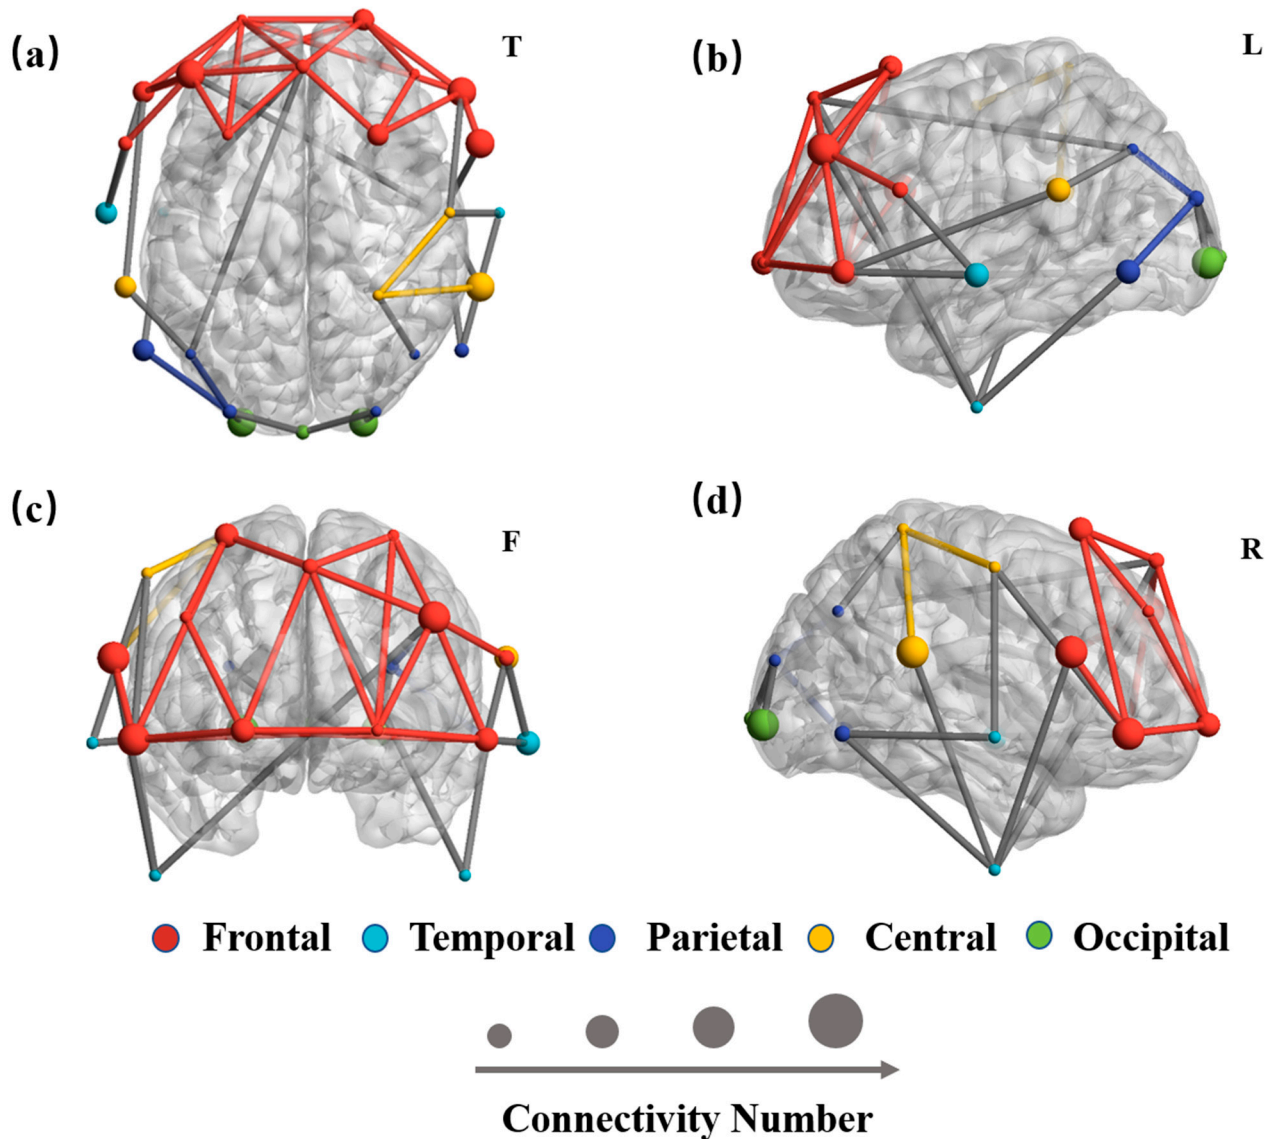 (a)
T
(b)
L
(c)
F
(d)
R
Frontal Temporal Parietal Central Occipital
Connectivity Number